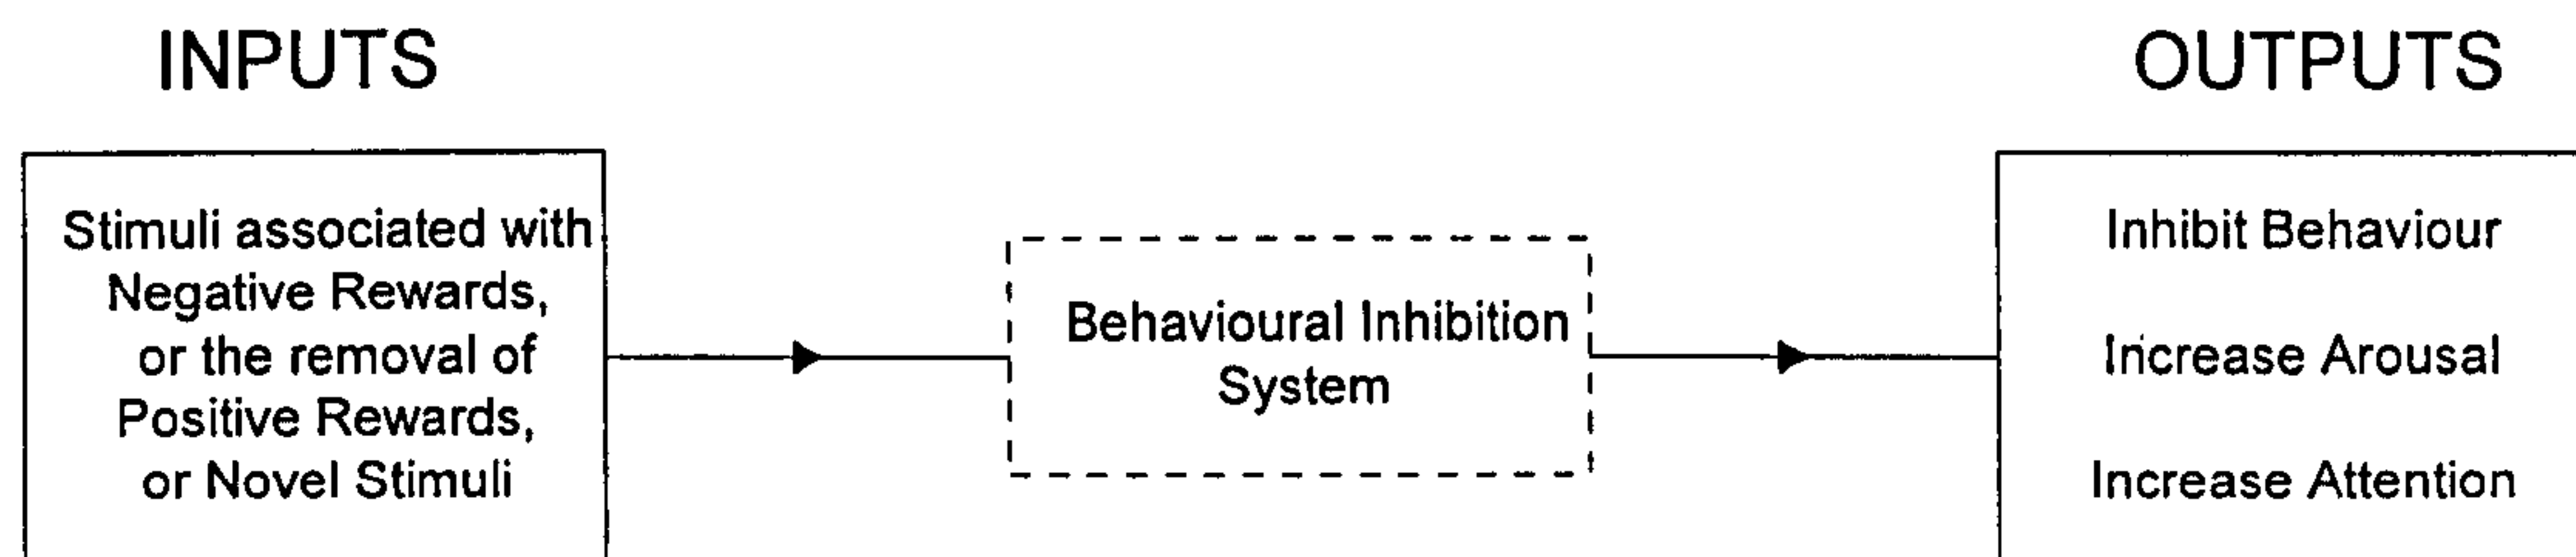 INPUTS
OUTPUTS
Stimuli associated with
Negative Rewards,
or the removal of
Positive Rewards,
or Novel Stimuli
Behavioural Inhibition
System
Inhibit Behaviour
Increase Arousal
Increase Attention